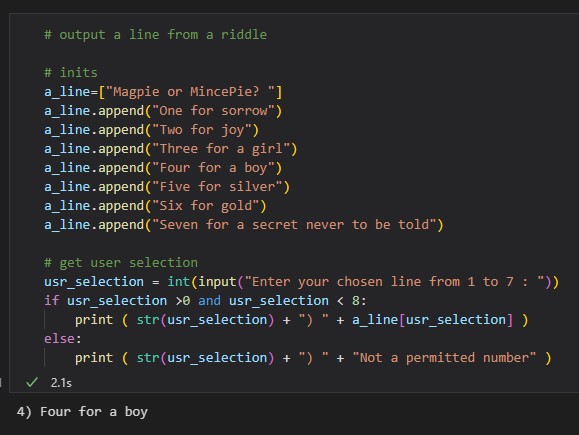 # output a line from a riddle
# inits
a_line=["Magpie or MincePie? "]
a_line.append("One for sorrow")
a_line.append("Two for joy")
a_line.append("Three for a girl")
a_line.append("Four for a boy")
a_line.append("Five for silver")
a_line.append("Six for gold")
a_line.append("Seven for a secret never to be told")
# get user selection
usr_selection = int(input("Enter your chosen line from 1 to 7 : "))
if usr_selection >0 and usr_selection < 8:
    print ( str(usr_selection) + ") " + a_line[usr_selection] )
else:
    print ( str(usr_selection) + ") " + "Not a permitted number" )
✓ 2.1s
4) Four for a boy